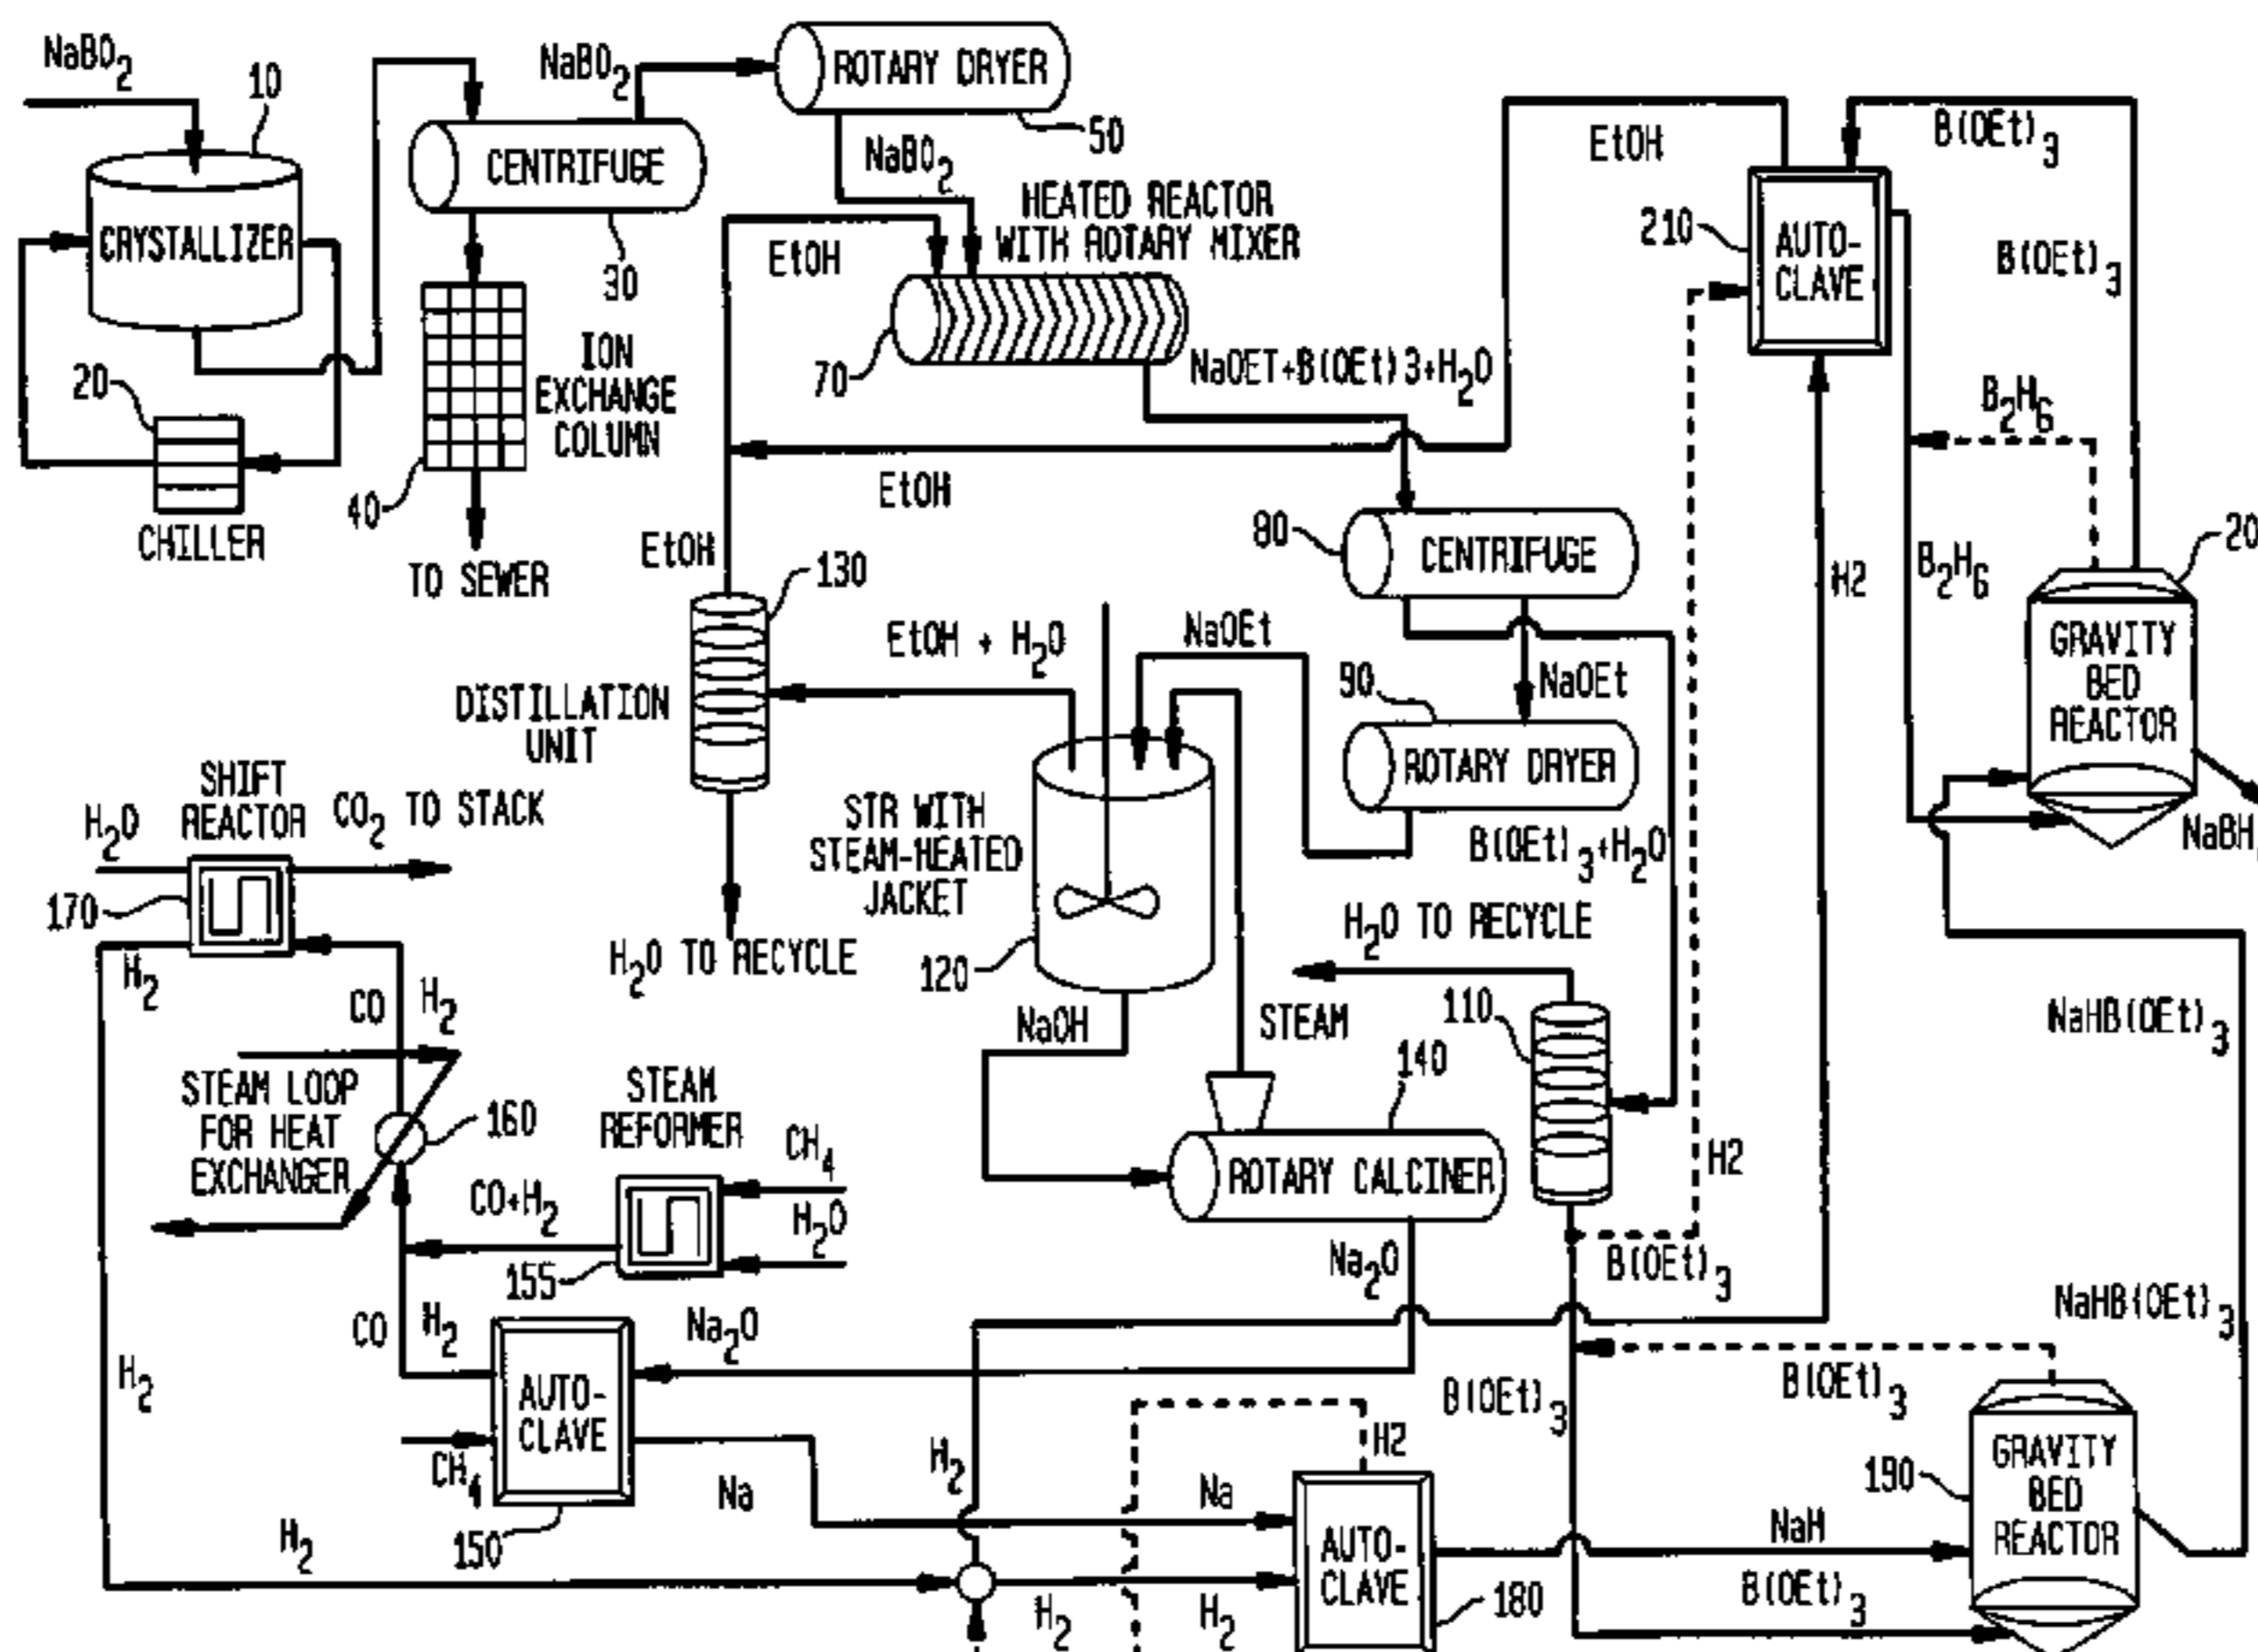 NaBO2
10
CRYSTALLIZER
20
CHILLER
NaBO2
CENTRIFUGE
30
ION
EXCHANGE
COLUMN
40
TO SEWER
ROTARY DRYER
50
NaBO2
HEATED REACTOR
WITH ROTARY MIXER
EtOH
70
NaOET+B(OEt)3+H2O
EtOH
EtOH
EtOH
210
AUTO-
CLAVE
B(OEt)3
B(OEt)3
B2H6
B2H6
H2
20
GRAVITY
BED
REACTOR
NaBH
80
CENTRIFUGE
NaOEt
NaOEt
90
ROTARY DRYER
B(OEt)3+H2O
130
EtOH + H2O
DISTILLATION
UNIT
H2O TO RECYCLE
STR WITH
STEAM-HEATED
JACKET
120
NaOH
STEAM
H2O TO RECYCLE
110
140
ROTARY CALCINER
H2
B(OEt)3
Na2O
SHIFT
REACTOR
H2O
CO2 TO STACK
170
H2
CO
H2
STEAM LOOP
FOR HEAT
EXCHANGER
160
STEAM
REFORMER
CH4
H2O
CO+H2
155
CO
H2
Na2O
H2
AUTO-
CLAVE
CH4
150
Na
H2
H2
H2
H2
Na
H2
AUTO-
CLAVE
180
B(OEt)3
B(OEt)3
NaH
B(OEt)3
190
GRAVITY
BED
REACTOR
NaHB(OEt)3
NaHB(OEt)3